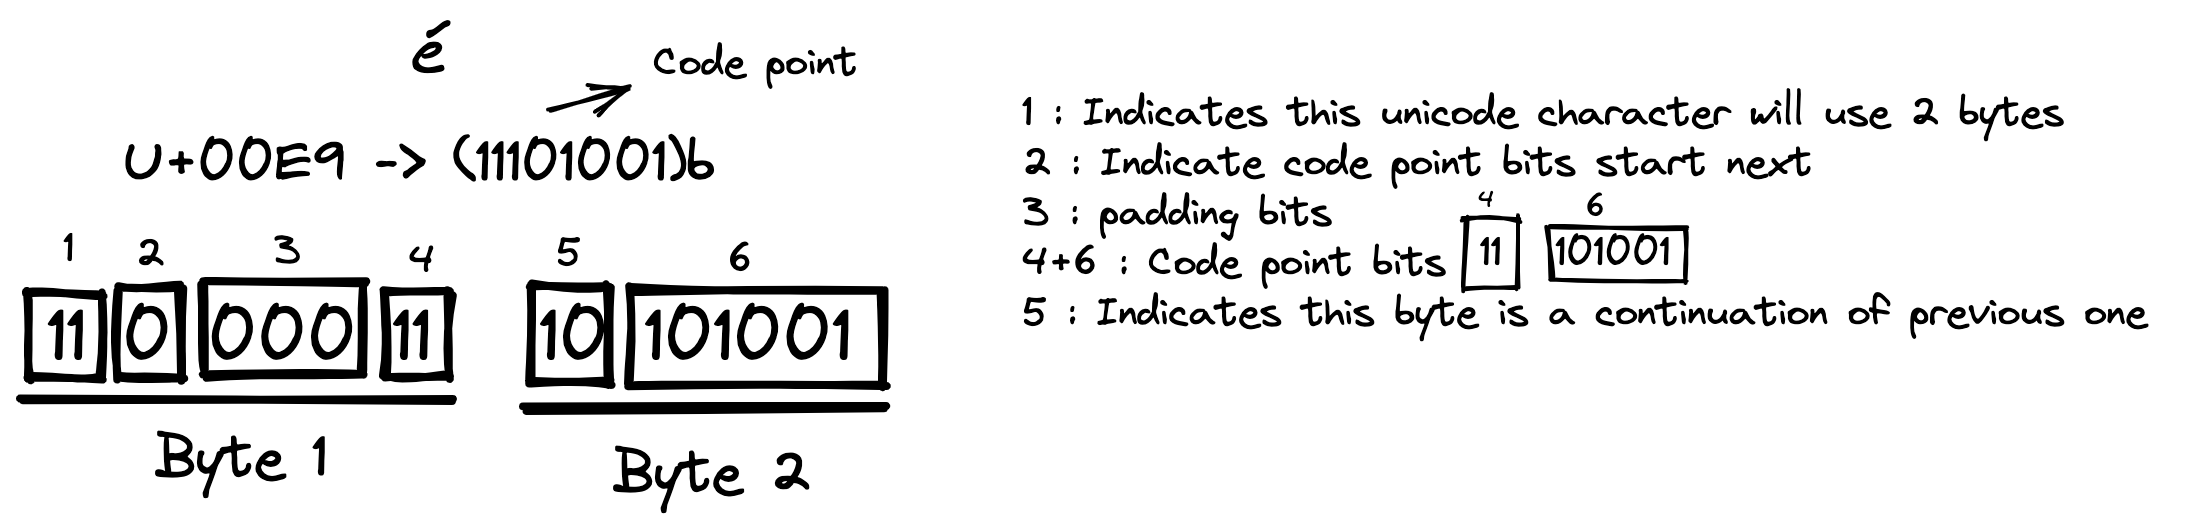 é
Code point
U+00E9 -> (11101001)b
1 2 3 4 5 6
11 0 000 11 10 101001
Byte 1 Byte 2
1 : Indicates this unicode character will use 2 bytes
2 : Indicate code point bits start next
3 : padding bits
4 6
4+6 : Code point bits 11 101001
5 : Indicates this byte is a continuation of previous one